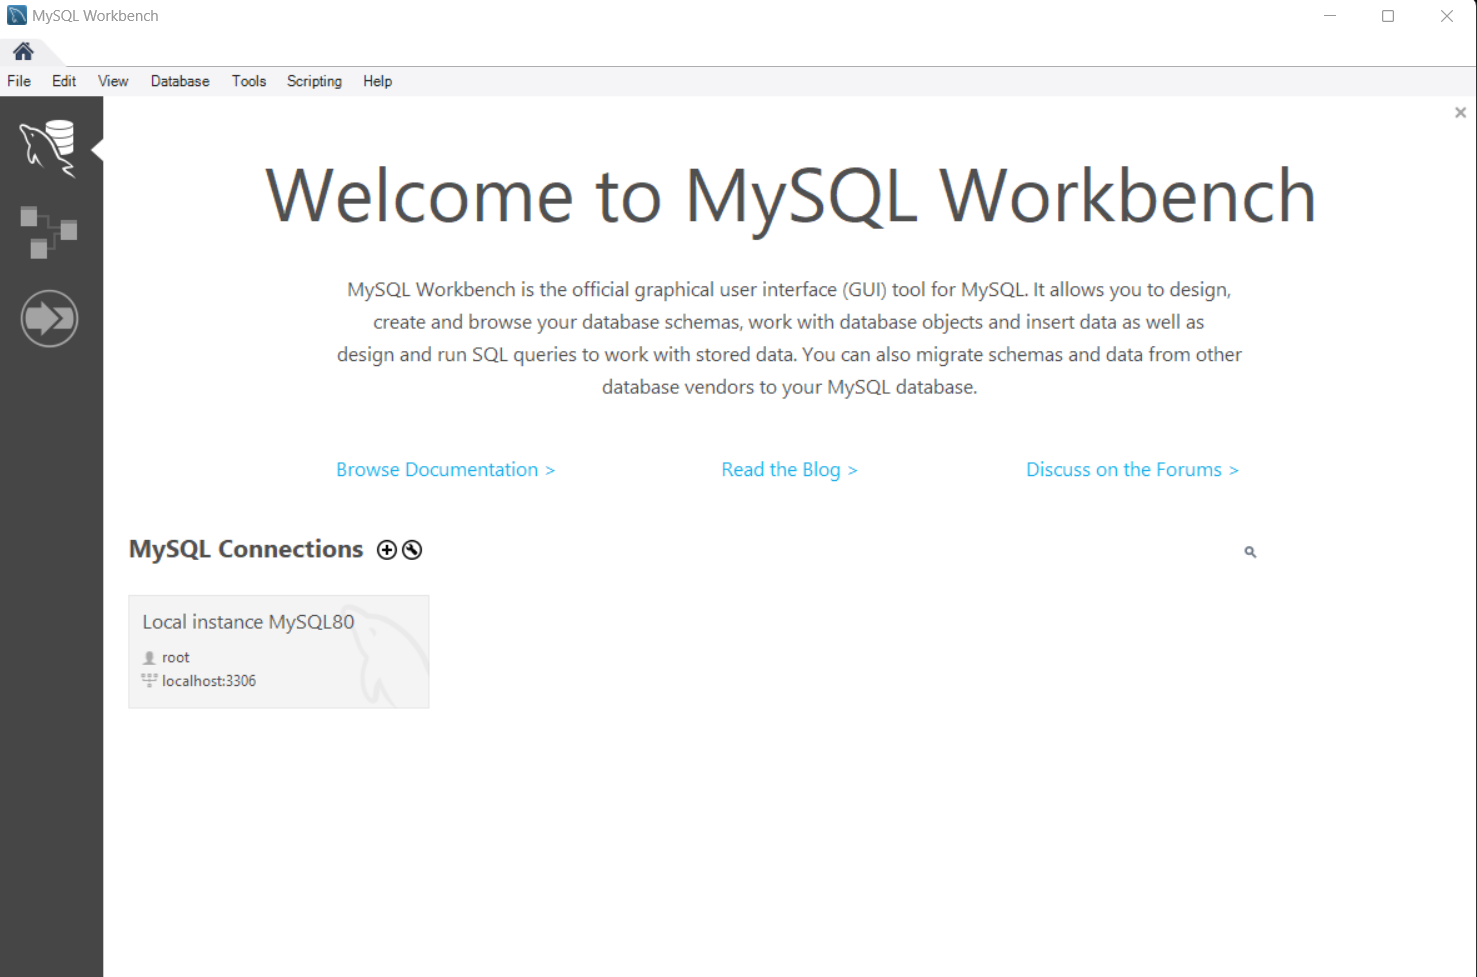 MySQL Workbench
File Edit View Database Tools Scripting Help
Welcome to MySQL Workbench
MySQL Workbench is the official graphical user interface (GUI) tool for MySQL. It allows you to design,
create and browse your database schemas, work with database objects and insert data as well as
design and run SQL queries to work with stored data. You can also migrate schemas and data from other
database vendors to your MySQL database.
Browse Documentation > Read the Blog > Discuss on the Forums >
MySQL Connections
Local instance MySQL80
root
localhost:3306